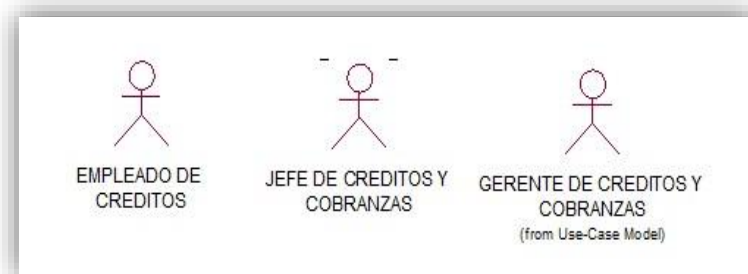 EMPLEADO DE
CREDITOS
JEFE DE CREDITOS Y
COBRANZAS
GERENTE DE CREDITOS Y
COBRANZAS
(from Use-Case Model)